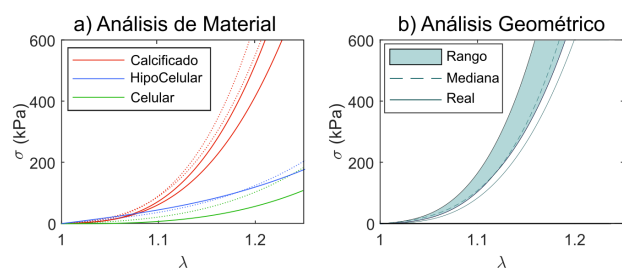 a) Análisis de Material
600
400
200
0
σ (kPa)
Calcificado
HipoCelular
Celular
1
1.1
1.2
λ
b) Análisis Geométrico
600
400
200
0
σ (kPa)
Rango
Mediana
Real
1
1.1
1.2
λ